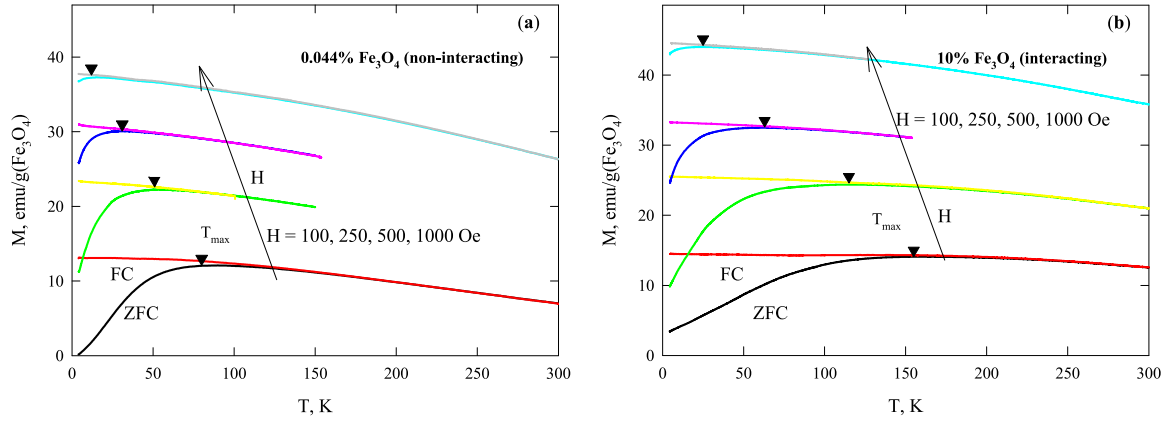 (a)
0.044% Fe₃O₄ (non-interacting)
M, emu/g(Fe₃O₄)
40
30
20
10
0
H
H = 100, 250, 500, 1000 Oe
Tmax
FC
ZFC
0
50
100
150
200
250
300
T, K
(b)
10% Fe₃O₄ (interacting)
M, emu/g(Fe₃O₄)
40
30
20
10
0
H = 100, 250, 500, 1000 Oe
H
Tmax
FC
ZFC
0
50
100
150
200
250
300
T, K